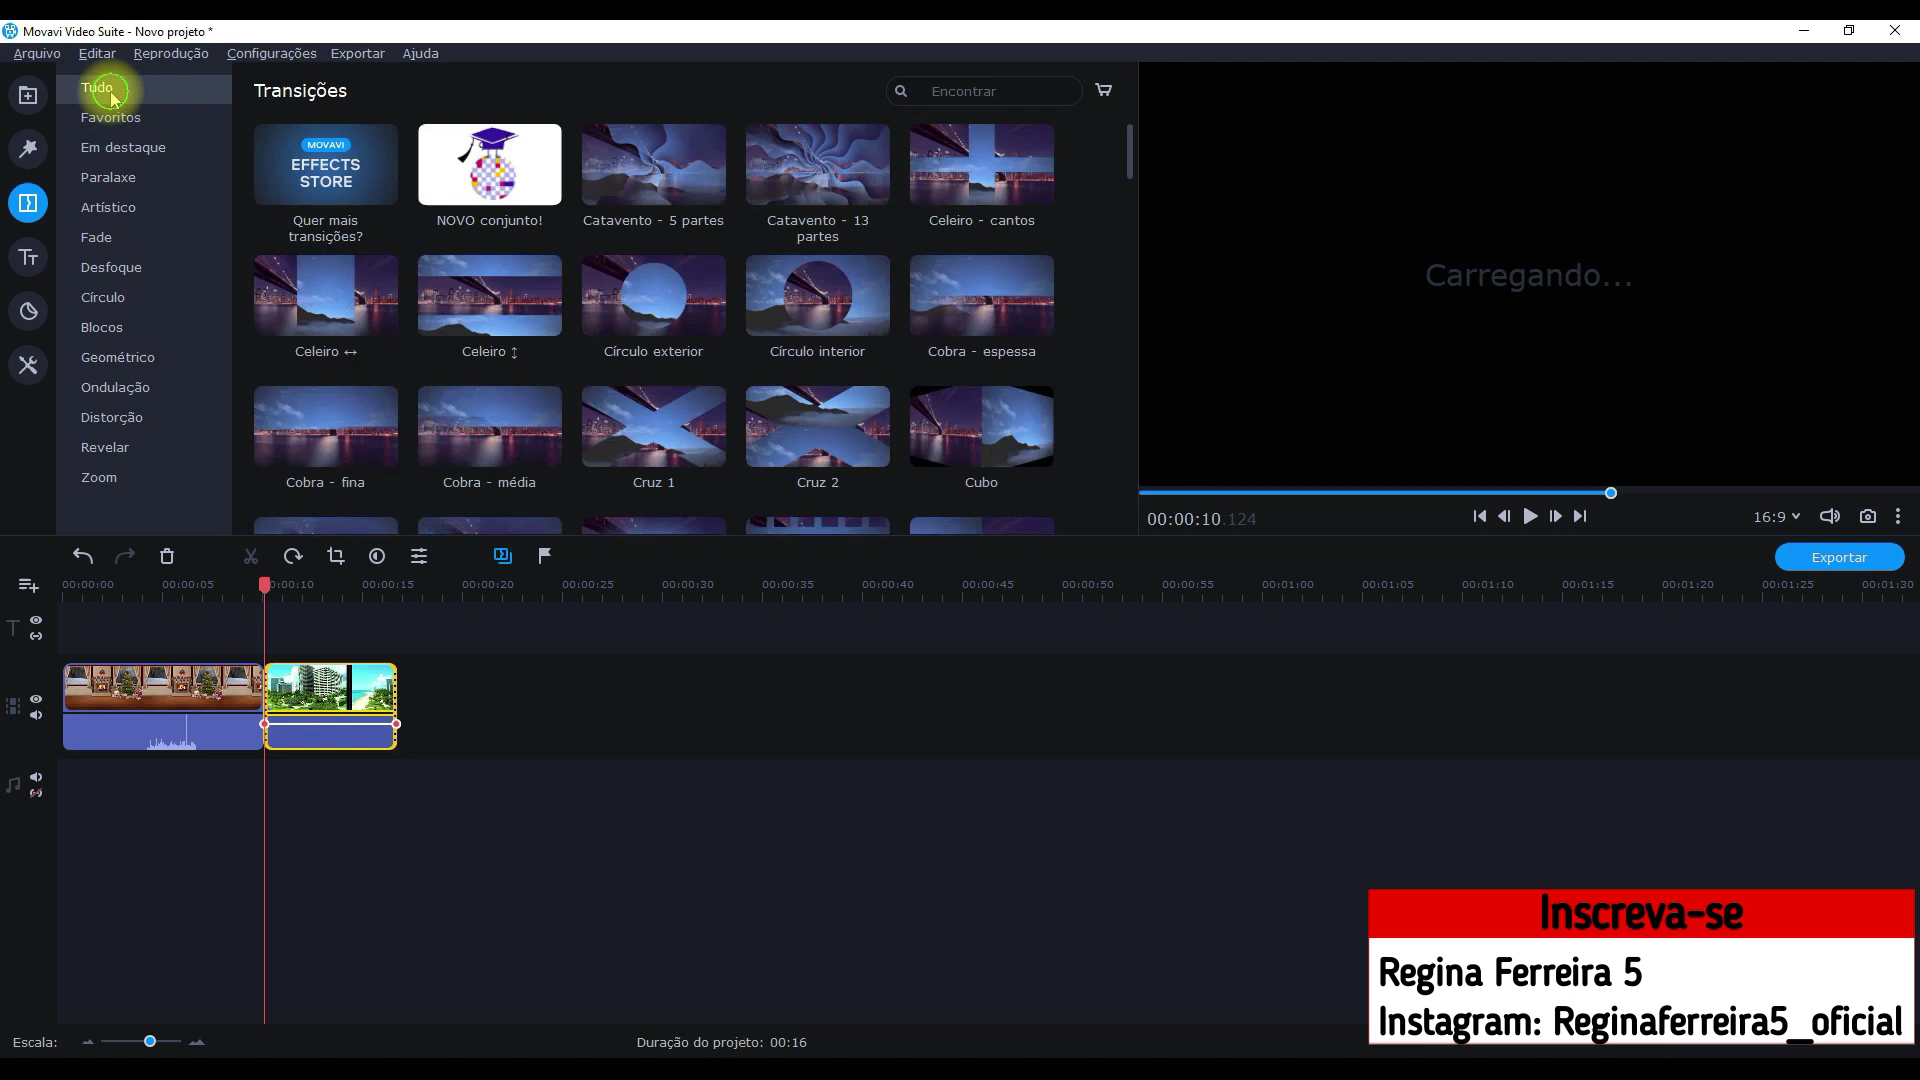 Movavi Video Suite - Novo projeto *
Arquivo Editar Reprodução Configurações Exportar Ajuda
Tudo
Favoritos
Em destaque
Paralaxe
Artístico
Fade
Desfoque
Círculo
Blocos
Geométrico
Ondulação
Distorção
Revelar
Zoom
Transições
Encontrar
MOVAVI
EFFECTS
STORE
Quer mais
transições?
NOVO conjunto!
Catavento - 5 partes
Catavento - 13
partes
Celeiro - cantos
Celeiro ↔
Celeiro ↕
Círculo exterior
Círculo interior
Cobra - espessa
Cobra - fina
Cobra - média
Cruz 1
Cruz 2
Cubo
Carregando...
00:00:10.124
16:9
Exportar
00:00:00 00:00:05 00:00:10 00:00:15 00:00:20 00:00:25 00:00:30 00:00:35 00:00:40 00:00:45 00:00:50 00:00:55 00:01:00 00:01:05 00:01:10 00:01:15 00:01:20 00:01:25 00:01:30
Inscreva-se
Regina Ferreira 5
Instagram: Reginaferreira5_oficial
Escala:
Duração do projeto: 00:16